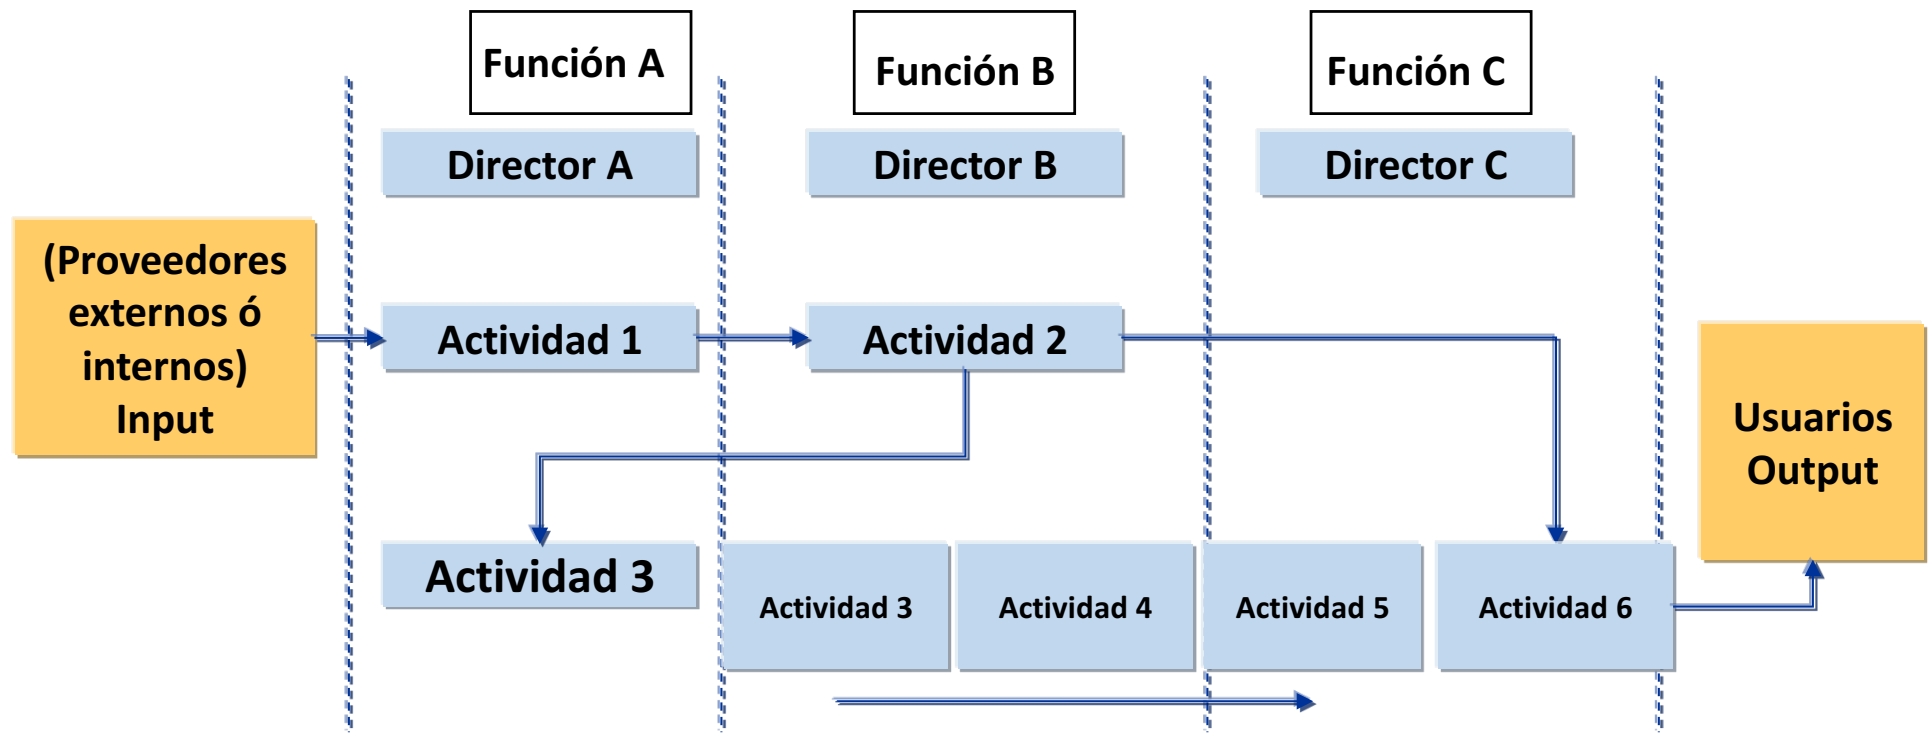 Función A
Función B
Función C
Director A
Director B
Director C
(Proveedores
externos ó
internos)
Input
Actividad 1
Actividad 2
Usuarios
Output
Actividad 3
Actividad 3
Actividad 4
Actividad 5
Actividad 6